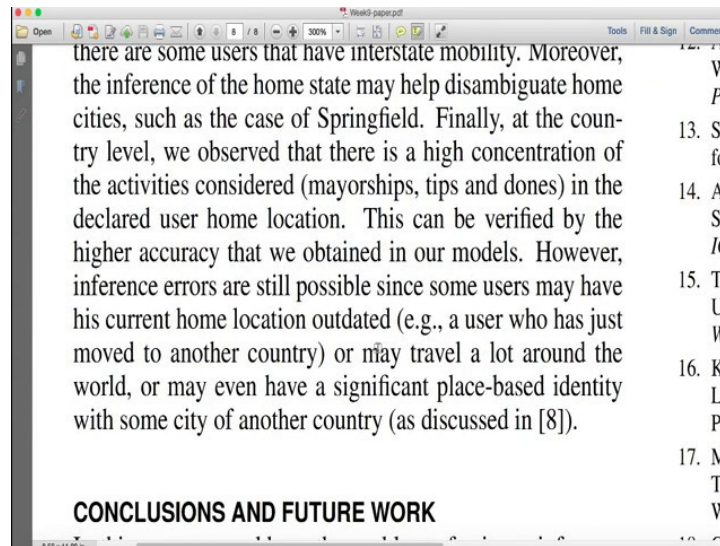 Week9-paper.pdf
Open
8 / 8
300%
Tools
Fill & Sign
Comment
there are some users that have interstate mobility. Moreover,
the inference of the home state may help disambiguate home
cities, such as the case of Springfield. Finally, at the coun-
try level, we observed that there is a high concentration of
the activities considered (mayorships, tips and dones) in the
declared user home location. This can be verified by the
higher accuracy that we obtained in our models. However,
inference errors are still possible since some users may have
his current home location outdated (e.g., a user who has just
moved to another country) or may travel a lot around the
world, or may even have a significant place-based identity
with some city of another country (as discussed in [8]).
CONCLUSIONS AND FUTURE WORK
13. S
14. A
S
15. T
U
W
16. K
L
P
17. M
T
W